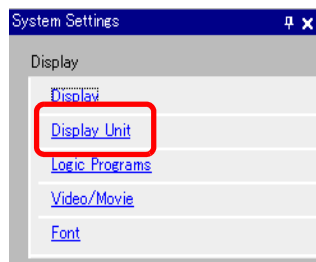 System Settings
Display
Display
Display Unit
Logic Programs
Video/Movie
Font